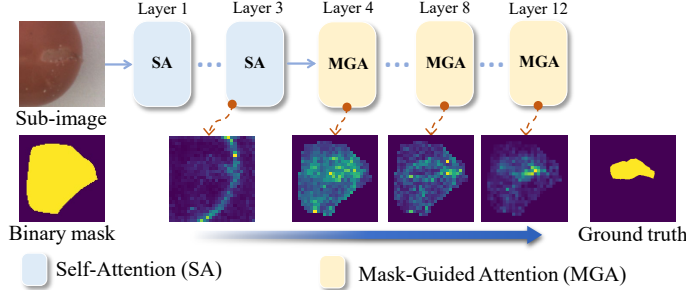 Layer 1
Layer 3
Layer 4
Layer 8
Layer 12
SA
SA
MGA
MGA
MGA
Sub-image
Binary mask
Ground truth
Self-Attention (SA)
Mask-Guided Attention (MGA)